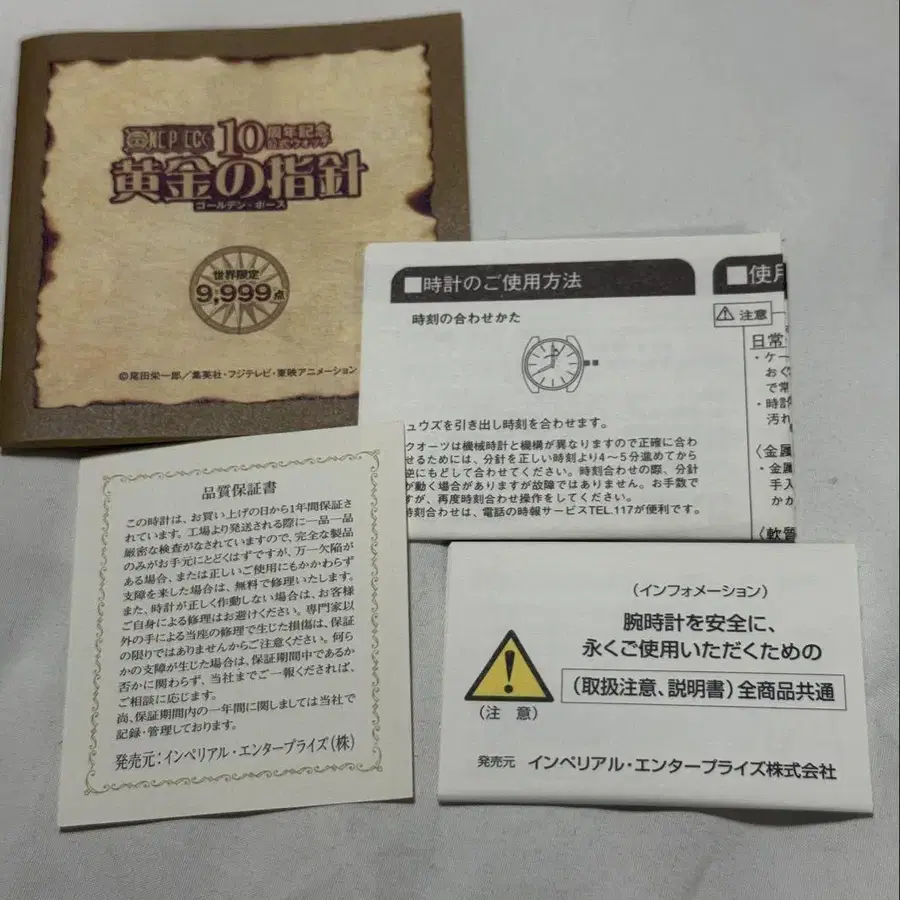 ONE PIECE 10周年記念
公式ウォッチ
黄金の指針
ゴールデン・ポース
世界限定
9,999点
©尾田栄一郎/集英社・フジテレビ・東映アニメーション
■時計のご使用方法
時刻の合わせかた
ュウズを引き出し時刻を合わせます。
クオーツは機械時計と機構が異なりますので正確に合わ
せるためには、分針を正しい時刻より4〜5分進めてから
逆にもどして合わせてください。時刻合わせの際、分針
が動く場合がありますが故障ではありません。お手数で
すが、再度時刻合わせ操作をしてください。
時刻合わせは、電話の時報サービスTEL.117が便利です。
■使用
注意
日常
・ケー
おく
で常
・時計
汚れ
〈金属
・金属
手入
かか
〈軟質
品質保証書
この時計は、お買い上げの日から1年間保証さ
れています。工場より発送される際に一品一品
厳密な検査がなされていますので、完全な製品
のみがお手元にとどくはずですが、万一欠陥が
ある場合、または正しいご使用にもかかわらず
支障を来した場合は、無料で修理いたします。
また、時計が正しく作動しない場合は、お客様
ご自身による修理はお避けください。専門家以
外の手による当座の修理で生じた損傷は、保証
の限りではありませんからご注意ください。何ら
かの支障が生じた場合は、保証期間中であるか
否かに関わらず、当社までご一報くだされば、
ご相談に応じます。
尚、保証期間内の一年間に関しましては当社で
記録・管理しております。
発売元:インペリアル・エンタープライズ(株)
(インフォメーション)
腕時計を安全に、
永くご使用いただくための
(取扱注意、説明書)全商品共通
(注 意)
発売元 インペリアル・エンタープライズ株式会社